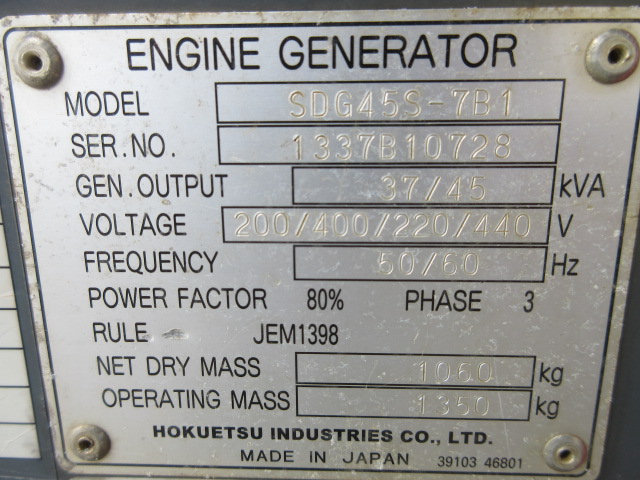 ENGINE GENERATOR
MODEL SDG45S-7B1
SER.NO. 1337B10728
GEN.OUTPUT 37/45 kVA
VOLTAGE 200/400/220/440 V
FREQUENCY 50/60 Hz
POWER FACTOR 80% PHASE 3
RULE JEM1398
NET DRY MASS 1060 kg
OPERATING MASS 1350 kg
HOKUETSU INDUSTRIES CO., LTD.
MADE IN JAPAN 39103 46801